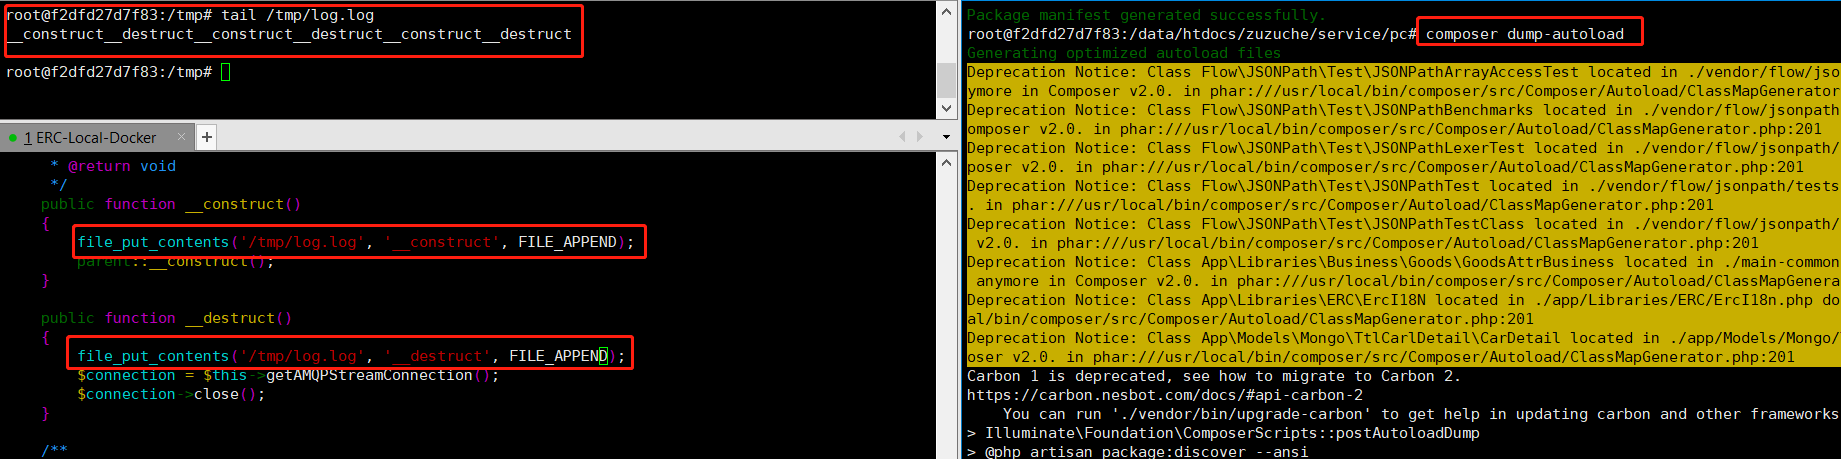 root@f2dfd27d7f83:/tmp# tail /tmp/log.log
__construct__destruct__construct__destruct__construct__destruct
root@f2dfd27d7f83:/tmp#
1 ERC-Local-Docker × +
* @return void
*/
public function __construct()
{
file_put_contents('/tmp/log.log', '__construct', FILE_APPEND);
parent::__construct();
}
public function __destruct()
{
file_put_contents('/tmp/log.log', '__destruct', FILE_APPEND);
$connection = $this->getAMQPStreamConnection();
$connection->close();
}
/**
Package manifest generated successfully.
root@f2dfd27d7f83:/data/htdocs/zuzuche/service/pc# composer dump-autoload
Generating optimized autoload files
Deprecation Notice: Class Flow\JSONPath\Test\JSONPathArrayAccessTest located in ./vendor/flow/jso
ymore in Composer v2.0. in phar:///usr/local/bin/composer/src/Composer/Autoload/ClassMapGenerator
Deprecation Notice: Class Flow\JSONPath\Test\JSONPathBenchmarks located in ./vendor/flow/jsonpath
omposer v2.0. in phar:///usr/local/bin/composer/src/Composer/Autoload/ClassMapGenerator.php:201
Deprecation Notice: Class Flow\JSONPath\Test\JSONPathLexerTest located in ./vendor/flow/jsonpath/
poser v2.0. in phar:///usr/local/bin/composer/src/Composer/Autoload/ClassMapGenerator.php:201
Deprecation Notice: Class Flow\JSONPath\Test\JSONPathTest located in ./vendor/flow/jsonpath/tests
. in phar:///usr/local/bin/composer/src/Composer/Autoload/ClassMapGenerator.php:201
Deprecation Notice: Class Flow\JSONPath\Test\JSONPathTestClass located in ./vendor/flow/jsonpath/
v2.0. in phar:///usr/local/bin/composer/src/Composer/Autoload/ClassMapGenerator.php:201
Deprecation Notice: Class App\Libraries\Business\Goods\GoodsAttrBusiness located in ./main-common
anymore in Composer v2.0. in phar:///usr/local/bin/composer/src/Composer/Autoload/ClassMapGenera
Deprecation Notice: Class App\Libraries\ERC\ErcI18N located in ./app/Libraries/ERC/ErcI18n.php do
al/bin/composer/src/Composer/Autoload/ClassMapGenerator.php:201
Deprecation Notice: Class App\Models\Mongo\TtlCarlDetail\CarDetail located in ./app/Models/Mongo/
oser v2.0. in phar:///usr/local/bin/composer/src/Composer/Autoload/ClassMapGenerator.php:201
Carbon 1 is deprecated, see how to migrate to Carbon 2.
https://carbon.nesbot.com/docs/#api-carbon-2
You can run './vendor/bin/upgrade-carbon' to get help in updating carbon and other frameworks
> Illuminate\Foundation\ComposerScripts::postAutoloadDump
> @php artisan package:discover --ansi